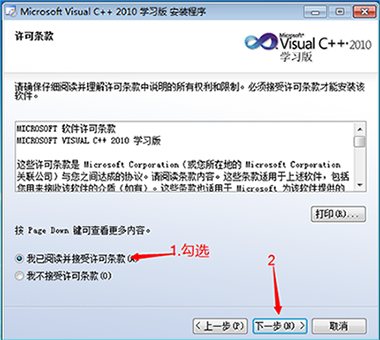 Microsoft Visual C++ 2010 学习版 安装程序
许可条款
Microsoft
Visual C++ 2010
学习版
请确保仔细阅读并理解许可条款中说明的所有权利和限制。必须接受许可条款才能安装该
软件。
MICROSOFT 软件许可条款
MICROSOFT VISUAL C++ 2010 学习版
这些许可条款是 Microsoft Corporation（或您所在地的 Microsoft Corporation
关联公司）与您之间达成的协议。请阅读条款内容。这些条款适用于上述软件，包括
您用来接收该软件的介质（如有）。这些条款也适用于 Microsoft 为该软件提供的
打印(R)...
按 Page Down 键可查看更多内容。
我已阅读并接受许可条款(A)
1.勾选
我不接受许可条款(O)
2
< 上一步(P)
下一步(N) >
取消